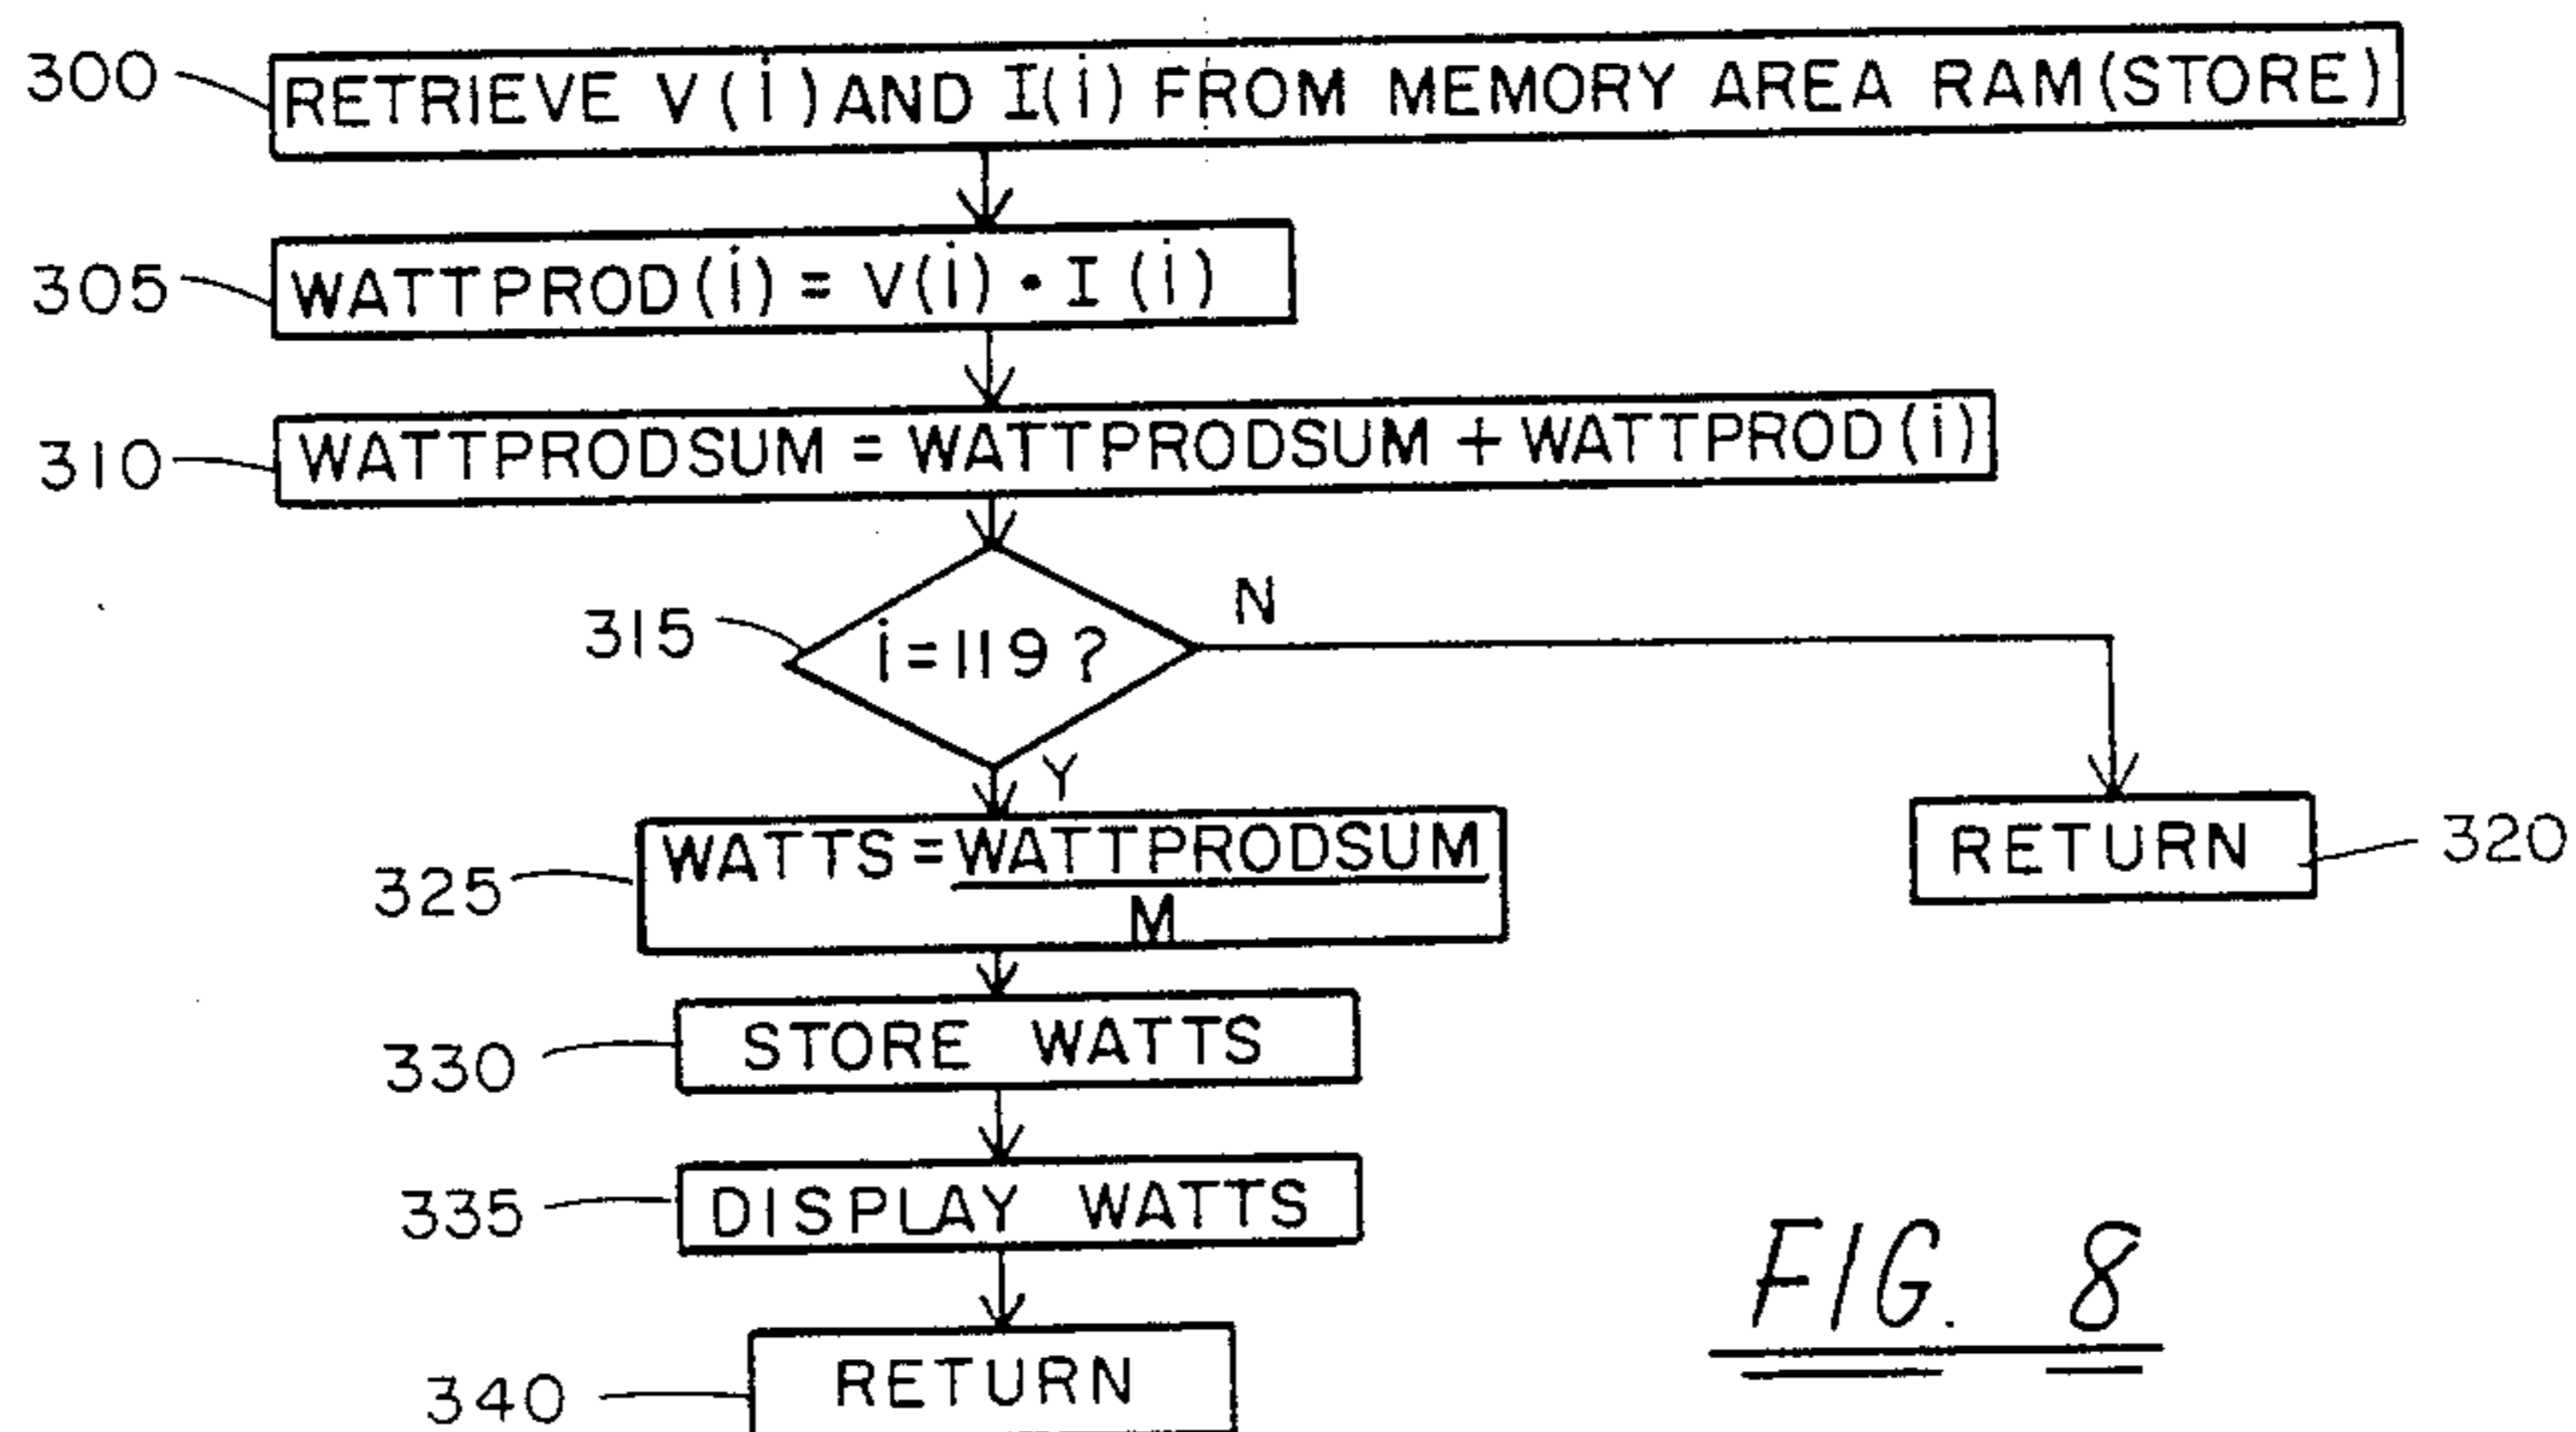 300
RETRIEVE V(i) AND I(i) FROM MEMORY AREA RAM(STORE)
305
WATTPROD(i) = V(i) • I(i)
310
WATTPRODSUM = WATTPRODSUM + WATTPROD(i)
315
i=119?
N
Y
325
WATTS = WATTPRODSUM
M
RETURN
320
330
STORE WATTS
335
DISPLAY WATTS
340
RETURN
FIG. 8